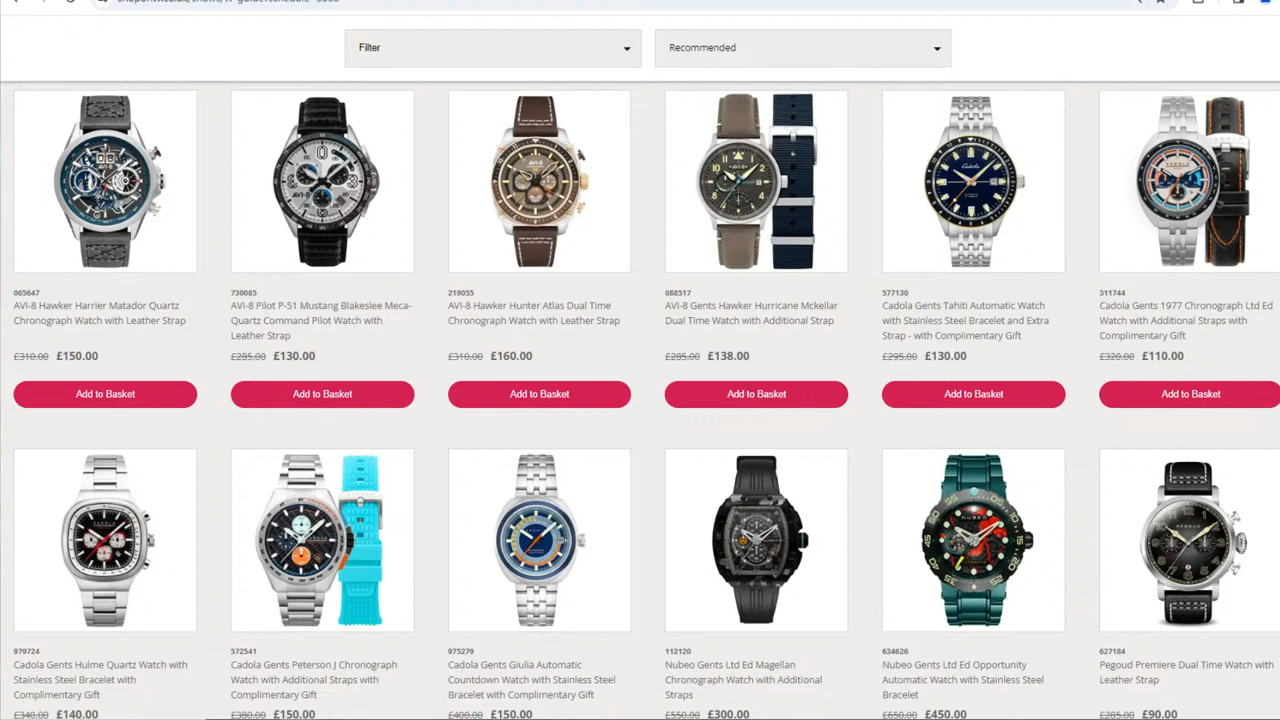 Filter
Recommended
065647
AVI-8 Hawker Harrier Matador Quartz
Chronograph Watch with Leather Strap
£310.00 £150.00
Add to Basket
730085
AVI-8 Pilot P-51 Mustang Blakeslee Meca-
Quartz Command Pilot Watch with
Leather Strap
£285.00 £130.00
Add to Basket
219055
AVI-8 Hawker Hunter Atlas Dual Time
Chronograph Watch with Leather Strap
£310.00 £160.00
Add to Basket
088517
AVI-8 Gents Hawker Hurricane Mckellar
Dual Time Watch with Additional Strap
£285.00 £138.00
Add to Basket
577130
Cadola Gents Tahiti Automatic Watch
with Stainless Steel Bracelet and Extra
Strap - with Complimentary Gift
£295.00 £130.00
Add to Basket
311744
Cadola Gents 1977 Chronograph Ltd Ed
Watch with Additional Straps with
Complimentary Gift
£320.00 £110.00
Add to Basket
979724
Cadola Gents Hulme Quartz Watch with
Stainless Steel Bracelet with
Complimentary Gift
£340.00 £140.00
572541
Cadola Gents Peterson J Chronograph
Watch with Additional Straps with
Complimentary Gift
£380.00 £150.00
975279
Cadola Gents Giulia Automatic
Countdown Watch with Stainless Steel
Bracelet with Complimentary Gift
£400.00 £150.00
112120
Nubeo Gents Ltd Ed Magellan
Chronograph Watch with Additional
Straps
£550.00 £300.00
634626
Nubeo Gents Ltd Ed Opportunity
Automatic Watch with Stainless Steel
Bracelet
£650.00 £450.00
627184
Pegoud Premiere Dual Time Watch with
Leather Strap
£285.00 £90.00